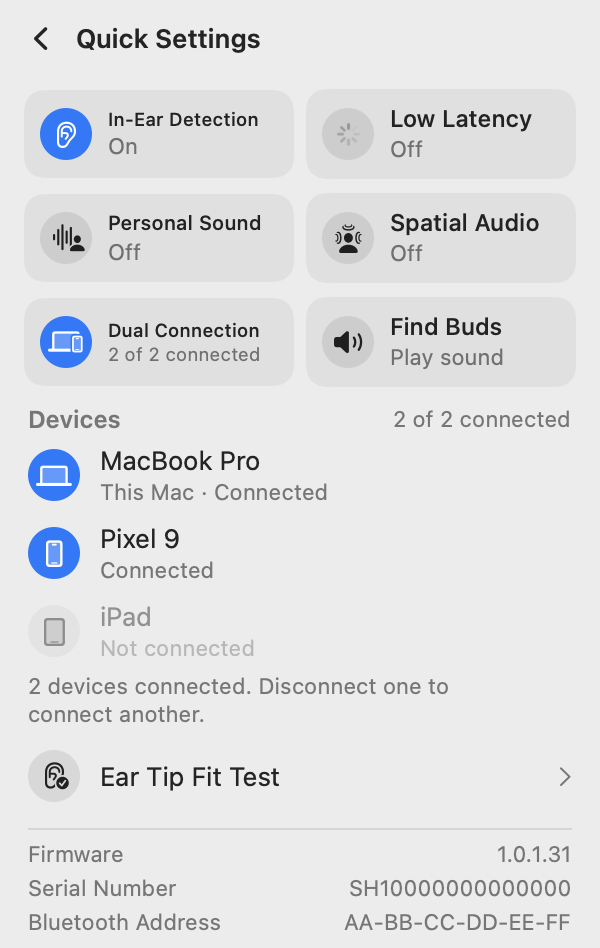 Quick Settings
In-Ear Detection
On
Low Latency
Off
Personal Sound
Off
Spatial Audio
Off
Dual Connection
2 of 2 connected
Find Buds
Play sound
Devices
2 of 2 connected
MacBook Pro
This Mac · Connected
Pixel 9
Connected
iPad
Not connected
2 devices connected. Disconnect one to
connect another.
Ear Tip Fit Test
Firmware
1.0.1.31
Serial Number
SH10000000000000
Bluetooth Address
AA-BB-CC-DD-EE-FF